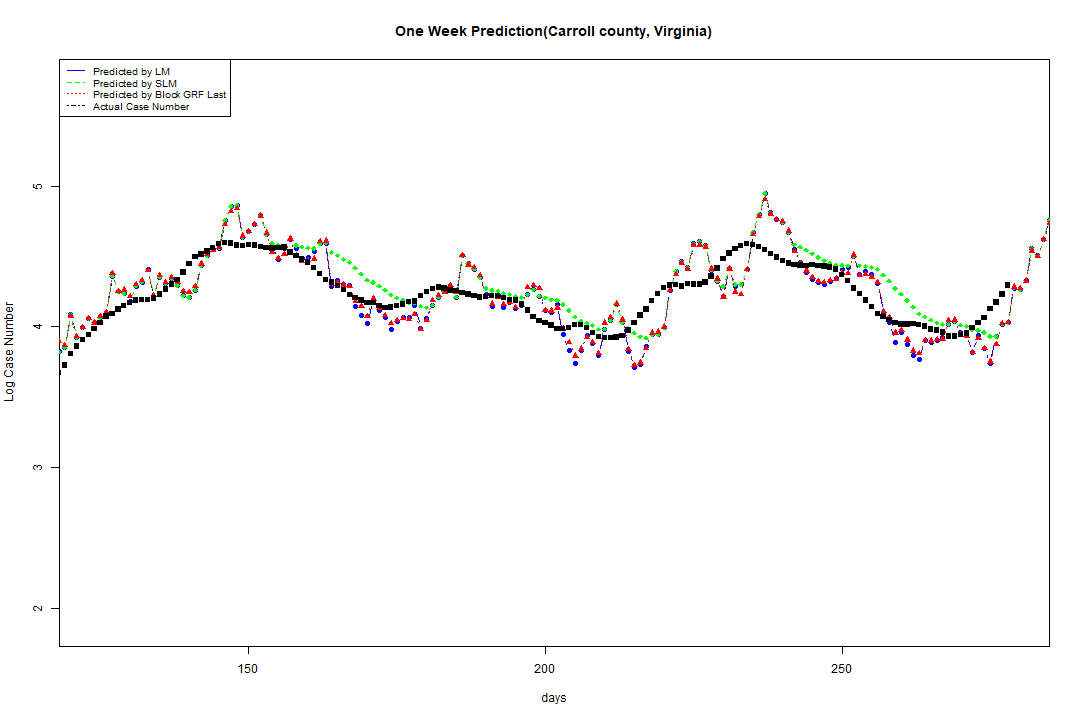 One Week Prediction(Carroll county, Virginia)
Predicted by LM
Predicted by SLM
Predicted by Block GRF Last
Actual Case Number
5
4
3
2
Log Case Number
150
200
250
days